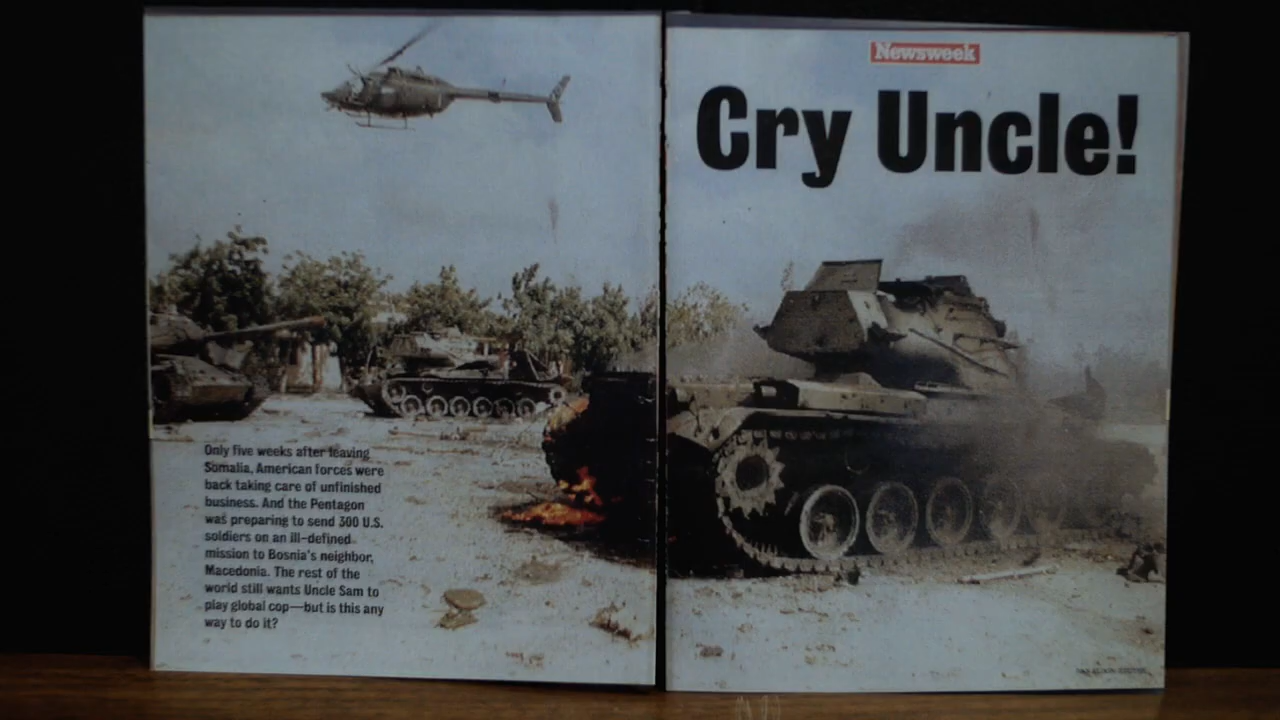 Newsweek
Cry Uncle!
Only five weeks after leaving
Somalia, American forces were
back taking care of unfinished
business. And the Pentagon
was preparing to send 300 U.S.
soldiers on an ill-defined
mission to Bosnia's neighbor,
Macedonia. The rest of the
world still wants Uncle Sam to
play global cop—but is this any
way to do it?